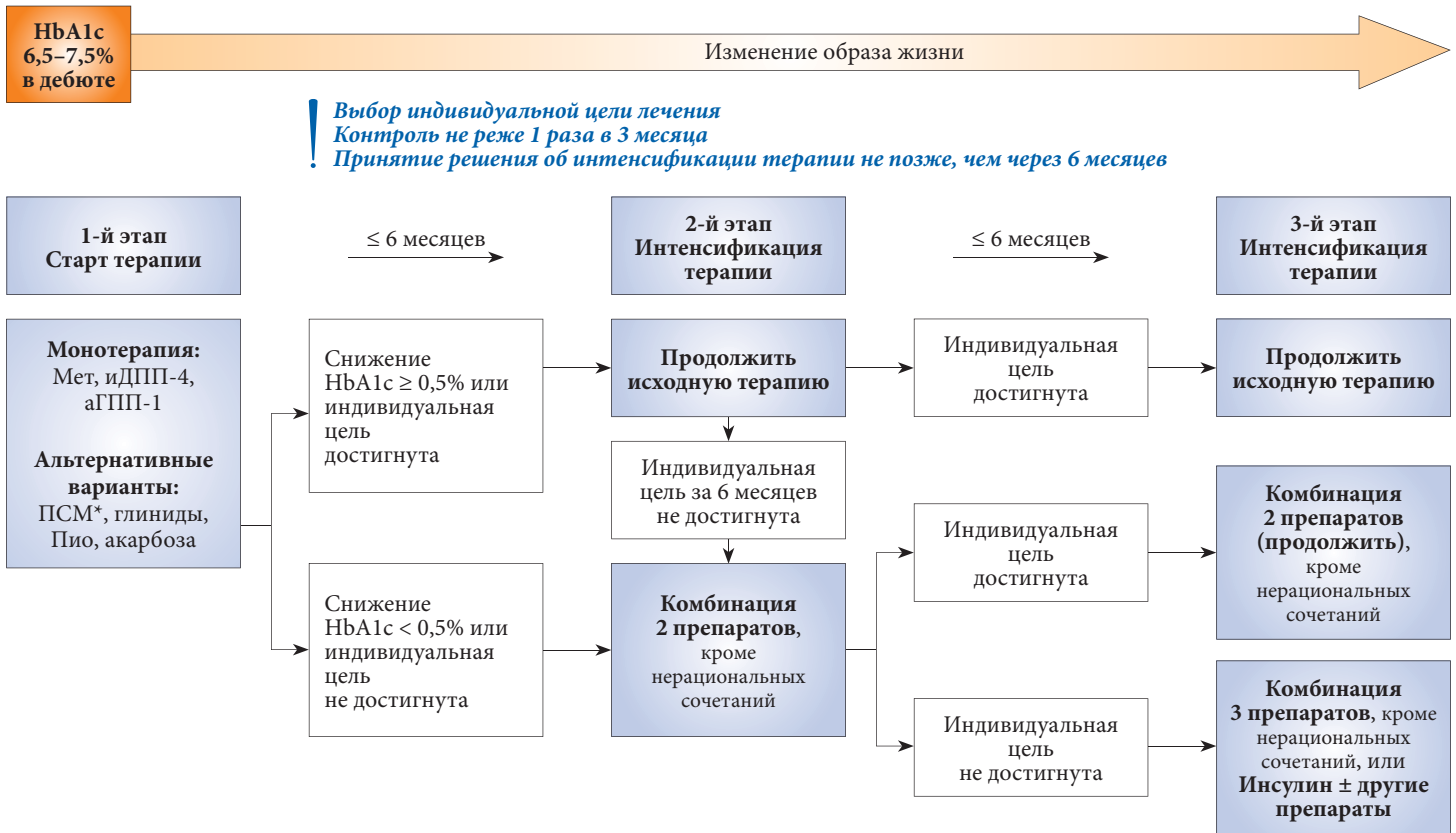 HbA1c
6,5–7,5%
в дебюте
Изменение образа жизни
! Выбор индивидуальной цели лечения
Контроль не реже 1 раза в 3 месяца
Принятие решения об интенсификации терапии не позже, чем через 6 месяцев
1-й этап
Старт терапии
≤ 6 месяцев
2-й этап
Интенсификация
терапии
≤ 6 месяцев
3-й этап
Интенсификация
терапии
Монотерапия:
Мет, иДПП-4,
аГПП-1
Альтернативные
варианты:
ПСМ*, глиниды,
Пио, акарбоза
Снижение
HbA1c ≥ 0,5% или
индивидуальная
цель
достигнута
Продолжить
исходную терапию
Индивидуальная
цель
достигнута
Продолжить
исходную терапию
Индивидуальная
цель за 6 месяцев
не достигнута
Снижение
HbA1c < 0,5% или
индивидуальная
цель
не достигнута
Комбинация
2 препаратов,
кроме
нерациональных
сочетаний
Индивидуальная
цель
достигнута
Комбинация
2 препаратов
(продолжить),
кроме
нерациональных
сочетаний
Индивидуальная
цель
не достигнута
Комбинация
3 препаратов, кроме
нерациональных
сочетаний, или
Инсулин ± другие
препараты